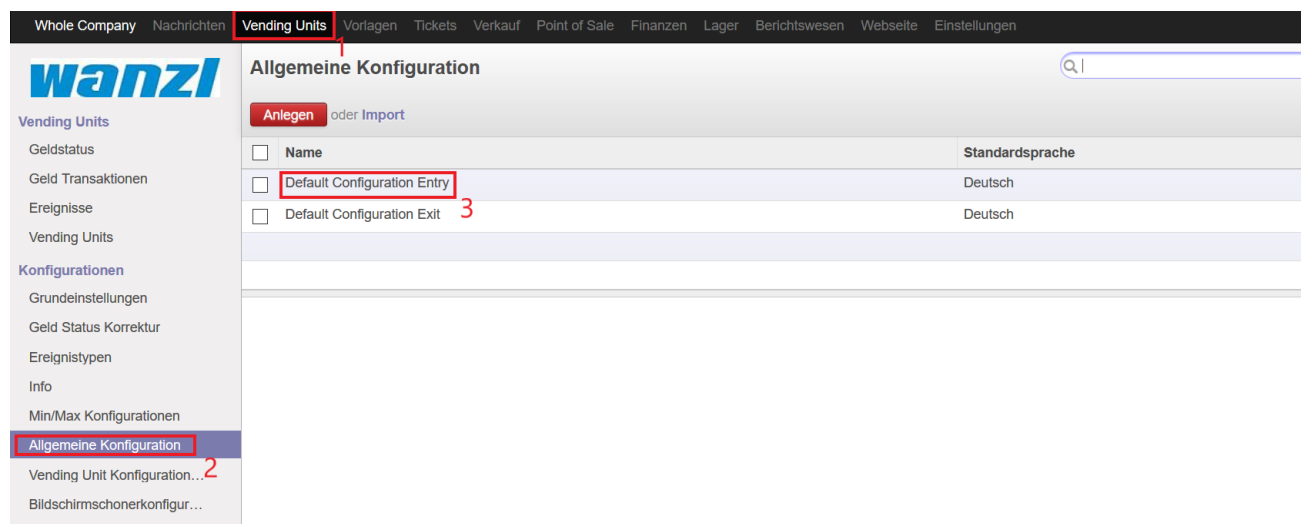 Whole Company Nachrichten Vending Units Vorlagen Tickets Verkauf Point of Sale Finanzen Lager Berichtswesen Webseite Einstellungen
1
wanzl
Allgemeine Konfiguration
Anlegen oder Import
Vending Units
Geldstatus
Geld Transaktionen
Ereignisse
Vending Units
Konfigurationen
Grundeinstellungen
Geld Status Korrektur
Ereignistypen
Info
Min/Max Konfigurationen
Allgemeine Konfiguration
2
Vending Unit Konfiguration…
Bildschirmschonerkonfigur…
Name Standardsprache
Default Configuration Entry Deutsch
3
Default Configuration Exit Deutsch